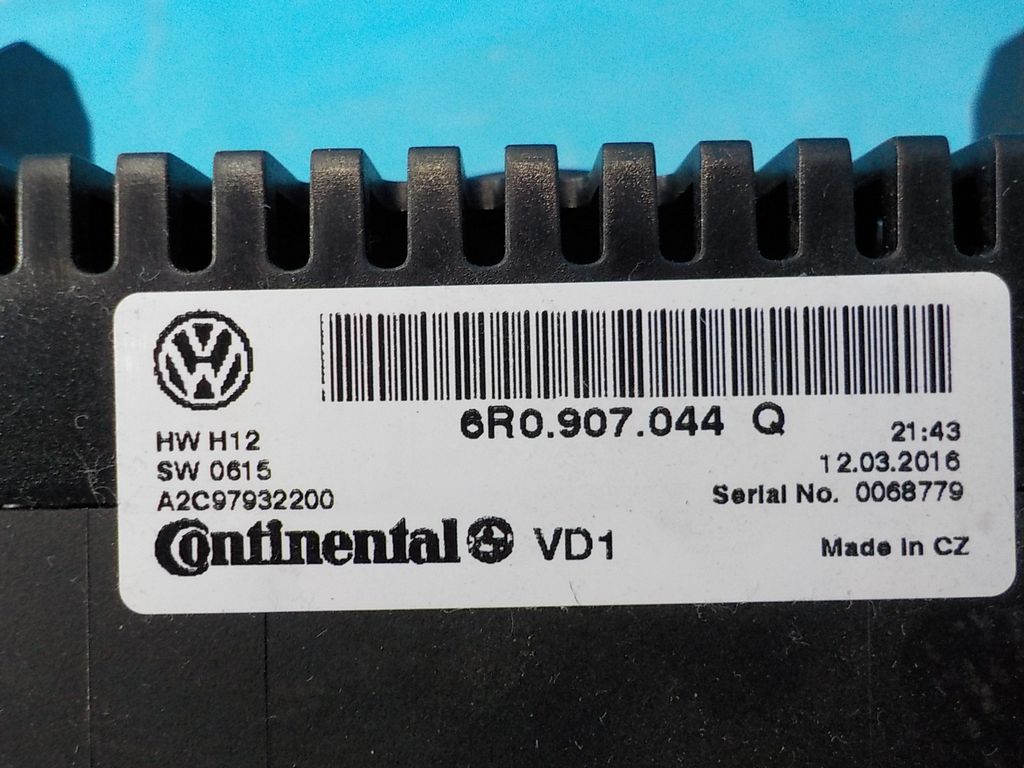 VW
6R0.907.044 Q
HW H12
21:43
SW 0615
12.03.2016
A2C97932200
Serial No. 0068779
Continental VD1
Made in CZ